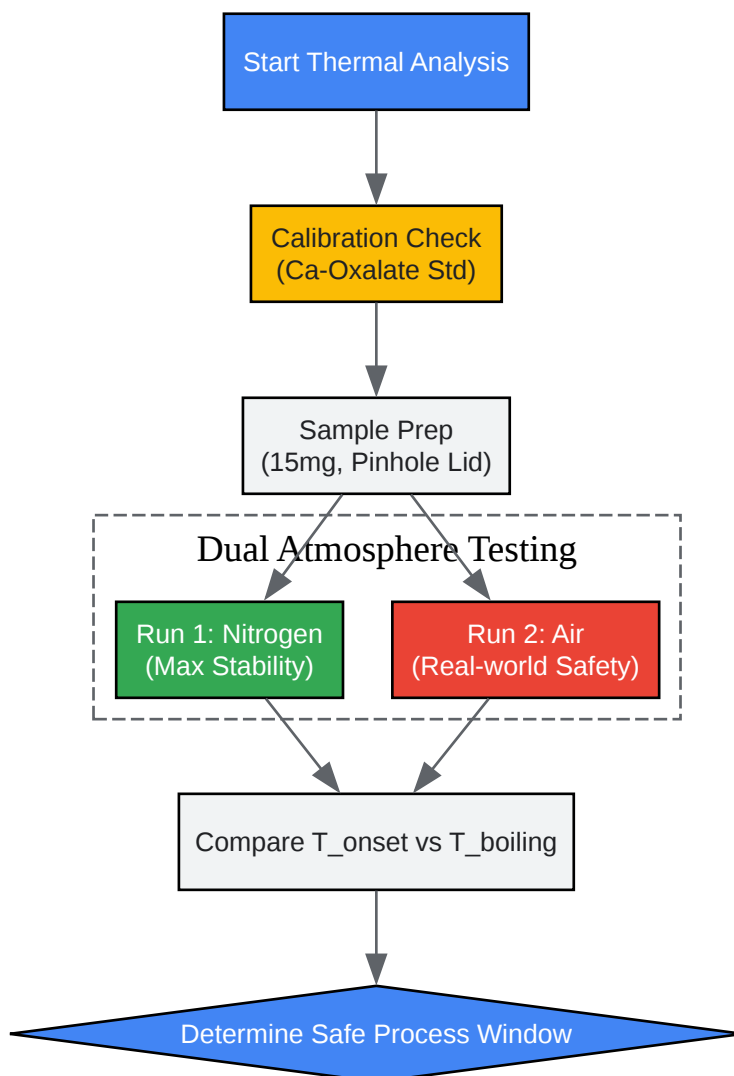 Start Thermal Analysis
Calibration Check
(Ca-Oxalate Std)
Sample Prep
(15mg, Pinhole Lid)
Dual Atmosphere Testing
Run 1: Nitrogen
(Max Stability)
Run 2: Air
(Real-world Safety)
Compare T_onset vs T_boiling
Determine Safe Process Window